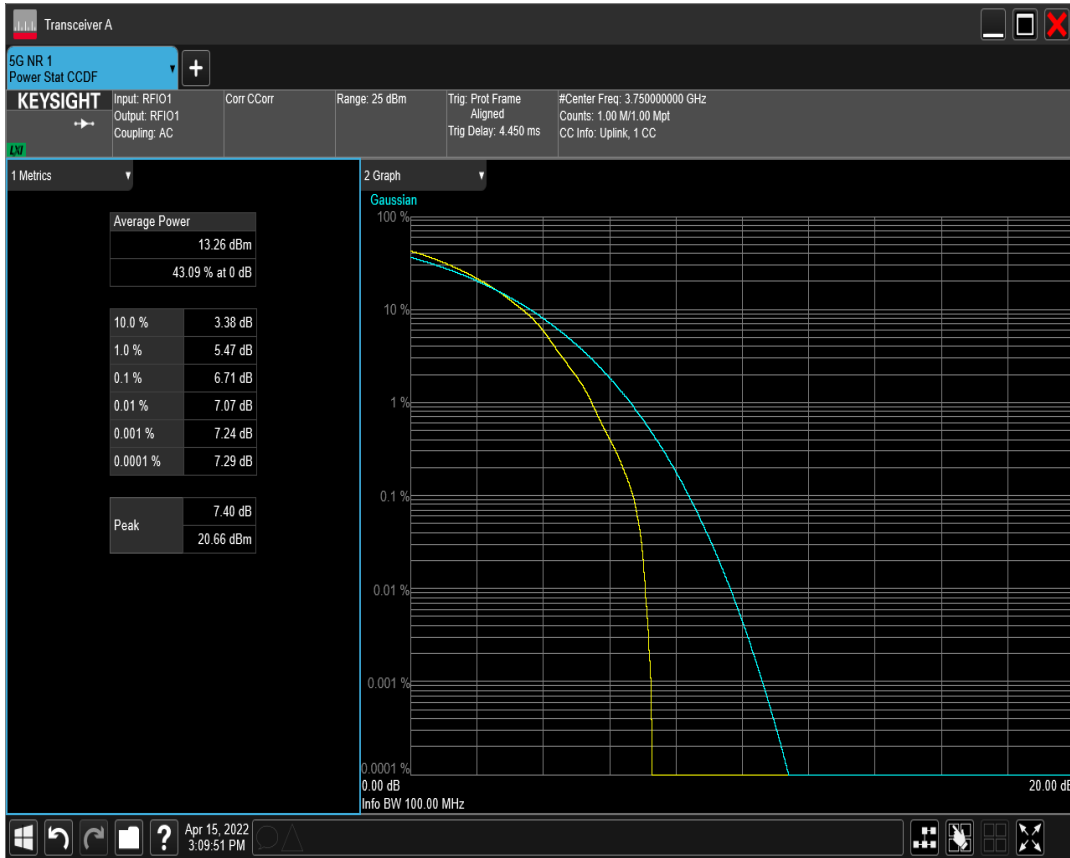 Transceiver A
5G NR 1
Power Stat CCDF
KEYSIGHT
LXI
Input: RFIO1
Output: RFIO1
Coupling: AC
Corr CCorr
Range: 25 dBm
Trig: Prot Frame
Aligned
Trig Delay: 4.450 ms
#Center Freq: 3.750000000 GHz
Counts: 1.00 M/1.00 Mpt
CC Info: Uplink, 1 CC
1 Metrics
Average Power
13.26 dBm
43.09 % at 0 dB
10.0 % 3.38 dB
1.0 % 5.47 dB
0.1 % 6.71 dB
0.01 % 7.07 dB
0.001 % 7.24 dB
0.0001 % 7.29 dB
Peak
7.40 dB
20.66 dBm
2 Graph
Gaussian
100 %
10 %
1 %
0.1 %
0.01 %
0.001 %
0.0001 %
0.00 dB 20.00 dB
Info BW 100.00 MHz
? Apr 15, 2022
3:09:51 PM